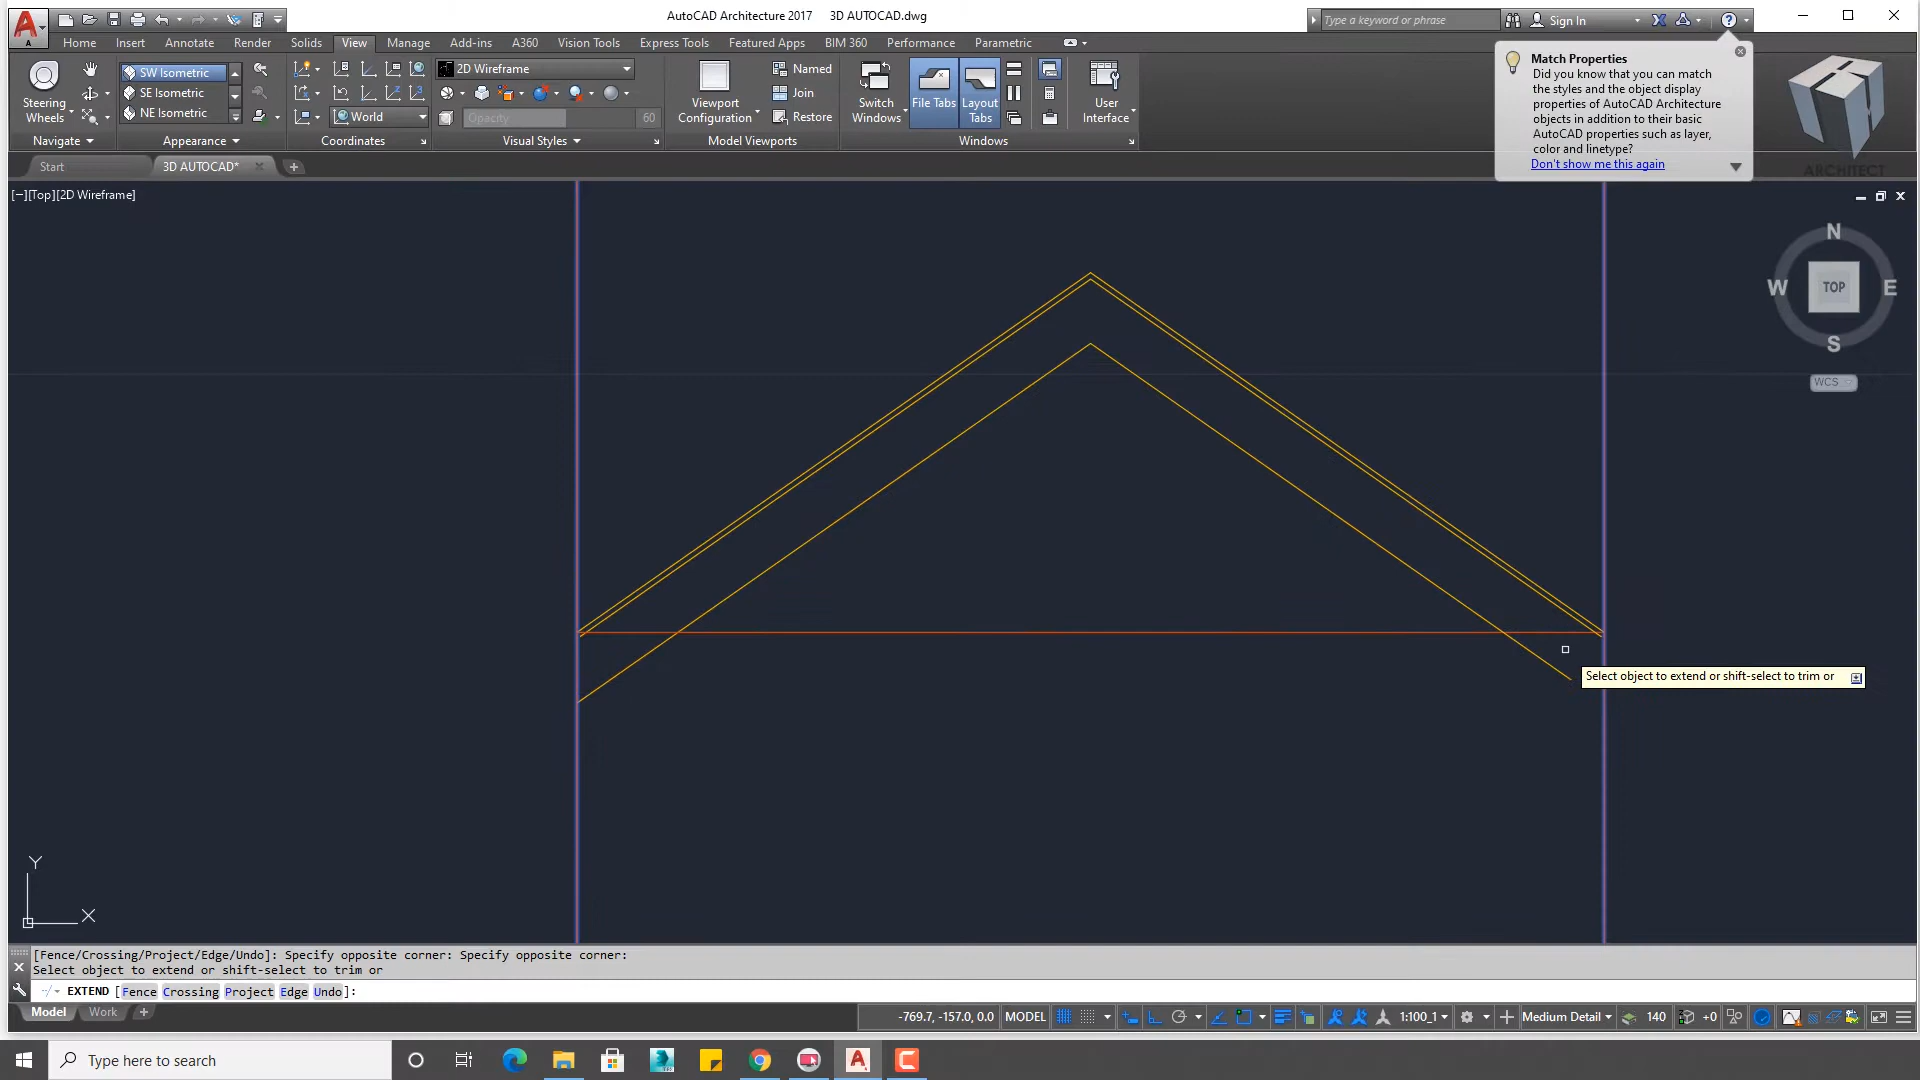 AutoCAD Architecture 2017 3D AUTOCAD.dwg
Type a keyword or phrase
Sign In
A
Home Insert Annotate Render Solids View Manage Add-ins A360 Vision Tools Express Tools Featured Apps BIM 360 Performance Parametric
Steering
Wheels
Navigate
SW Isometric
SE Isometric
NE Isometric
Appearance
World
Coordinates
2D Wireframe
Opacity 60
Visual Styles
Viewport
Configuration
Named
Join
Restore
Model Viewports
Switch
Windows
File Tabs
Layout
Tabs
Windows
User
Interface
Match Properties
Did you know that you can match
the styles and the object display
properties of AutoCAD Architecture
objects in addition to their basic
AutoCAD properties such as layer,
color and linetype?
Don't show me this again
ARCHITECT
Start
3D AUTOCAD*
[−][Top][2D Wireframe]
N
W TOP E
S
WCS
Select object to extend or shift-select to trim or
Y
X
[Fence/Crossing/Project/Edge/Undo]: Specify opposite corner: Specify opposite corner:
Select object to extend or shift-select to trim or
EXTEND [Fence Crossing Project Edge Undo]:
Model Work
-769.7, -157.0, 0.0 MODEL 1:100_1 Medium Detail 140 +0
Type here to search